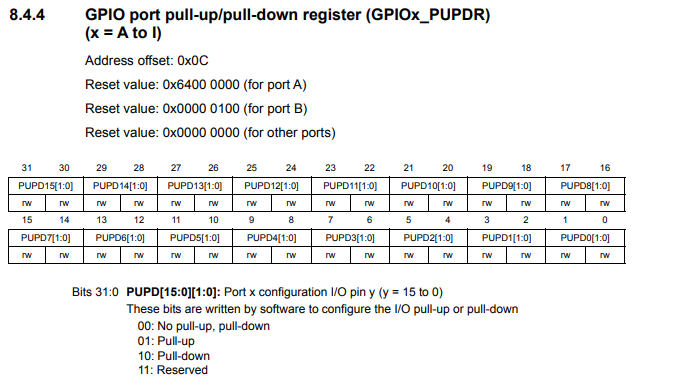 8.4.4 GPIO port pull-up/pull-down register (GPIOx_PUPDR)
(x = A to I)
Address offset: 0x0C
Reset value: 0x6400 0000 (for port A)
Reset value: 0x0000 0100 (for port B)
Reset value: 0x0000 0000 (for other ports)
31 30 29 28 27 26 25 24 23 22 21 20 19 18 17 16
PUPD15[1:0] PUPD14[1:0] PUPD13[1:0] PUPD12[1:0] PUPD11[1:0] PUPD10[1:0] PUPD9[1:0] PUPD8[1:0]
rw rw rw rw rw rw rw rw rw rw rw rw rw rw rw rw
15 14 13 12 11 10 9 8 7 6 5 4 3 2 1 0
PUPD7[1:0] PUPD6[1:0] PUPD5[1:0] PUPD4[1:0] PUPD3[1:0] PUPD2[1:0] PUPD1[1:0] PUPD0[1:0]
rw rw rw rw rw rw rw rw rw rw rw rw rw rw rw rw
Bits 31:0 PUPD[15:0][1:0]: Port x configuration I/O pin y (y = 15 to 0)
These bits are written by software to configure the I/O pull-up or pull-down
00: No pull-up, pull-down
01: Pull-up
10: Pull-down
11: Reserved